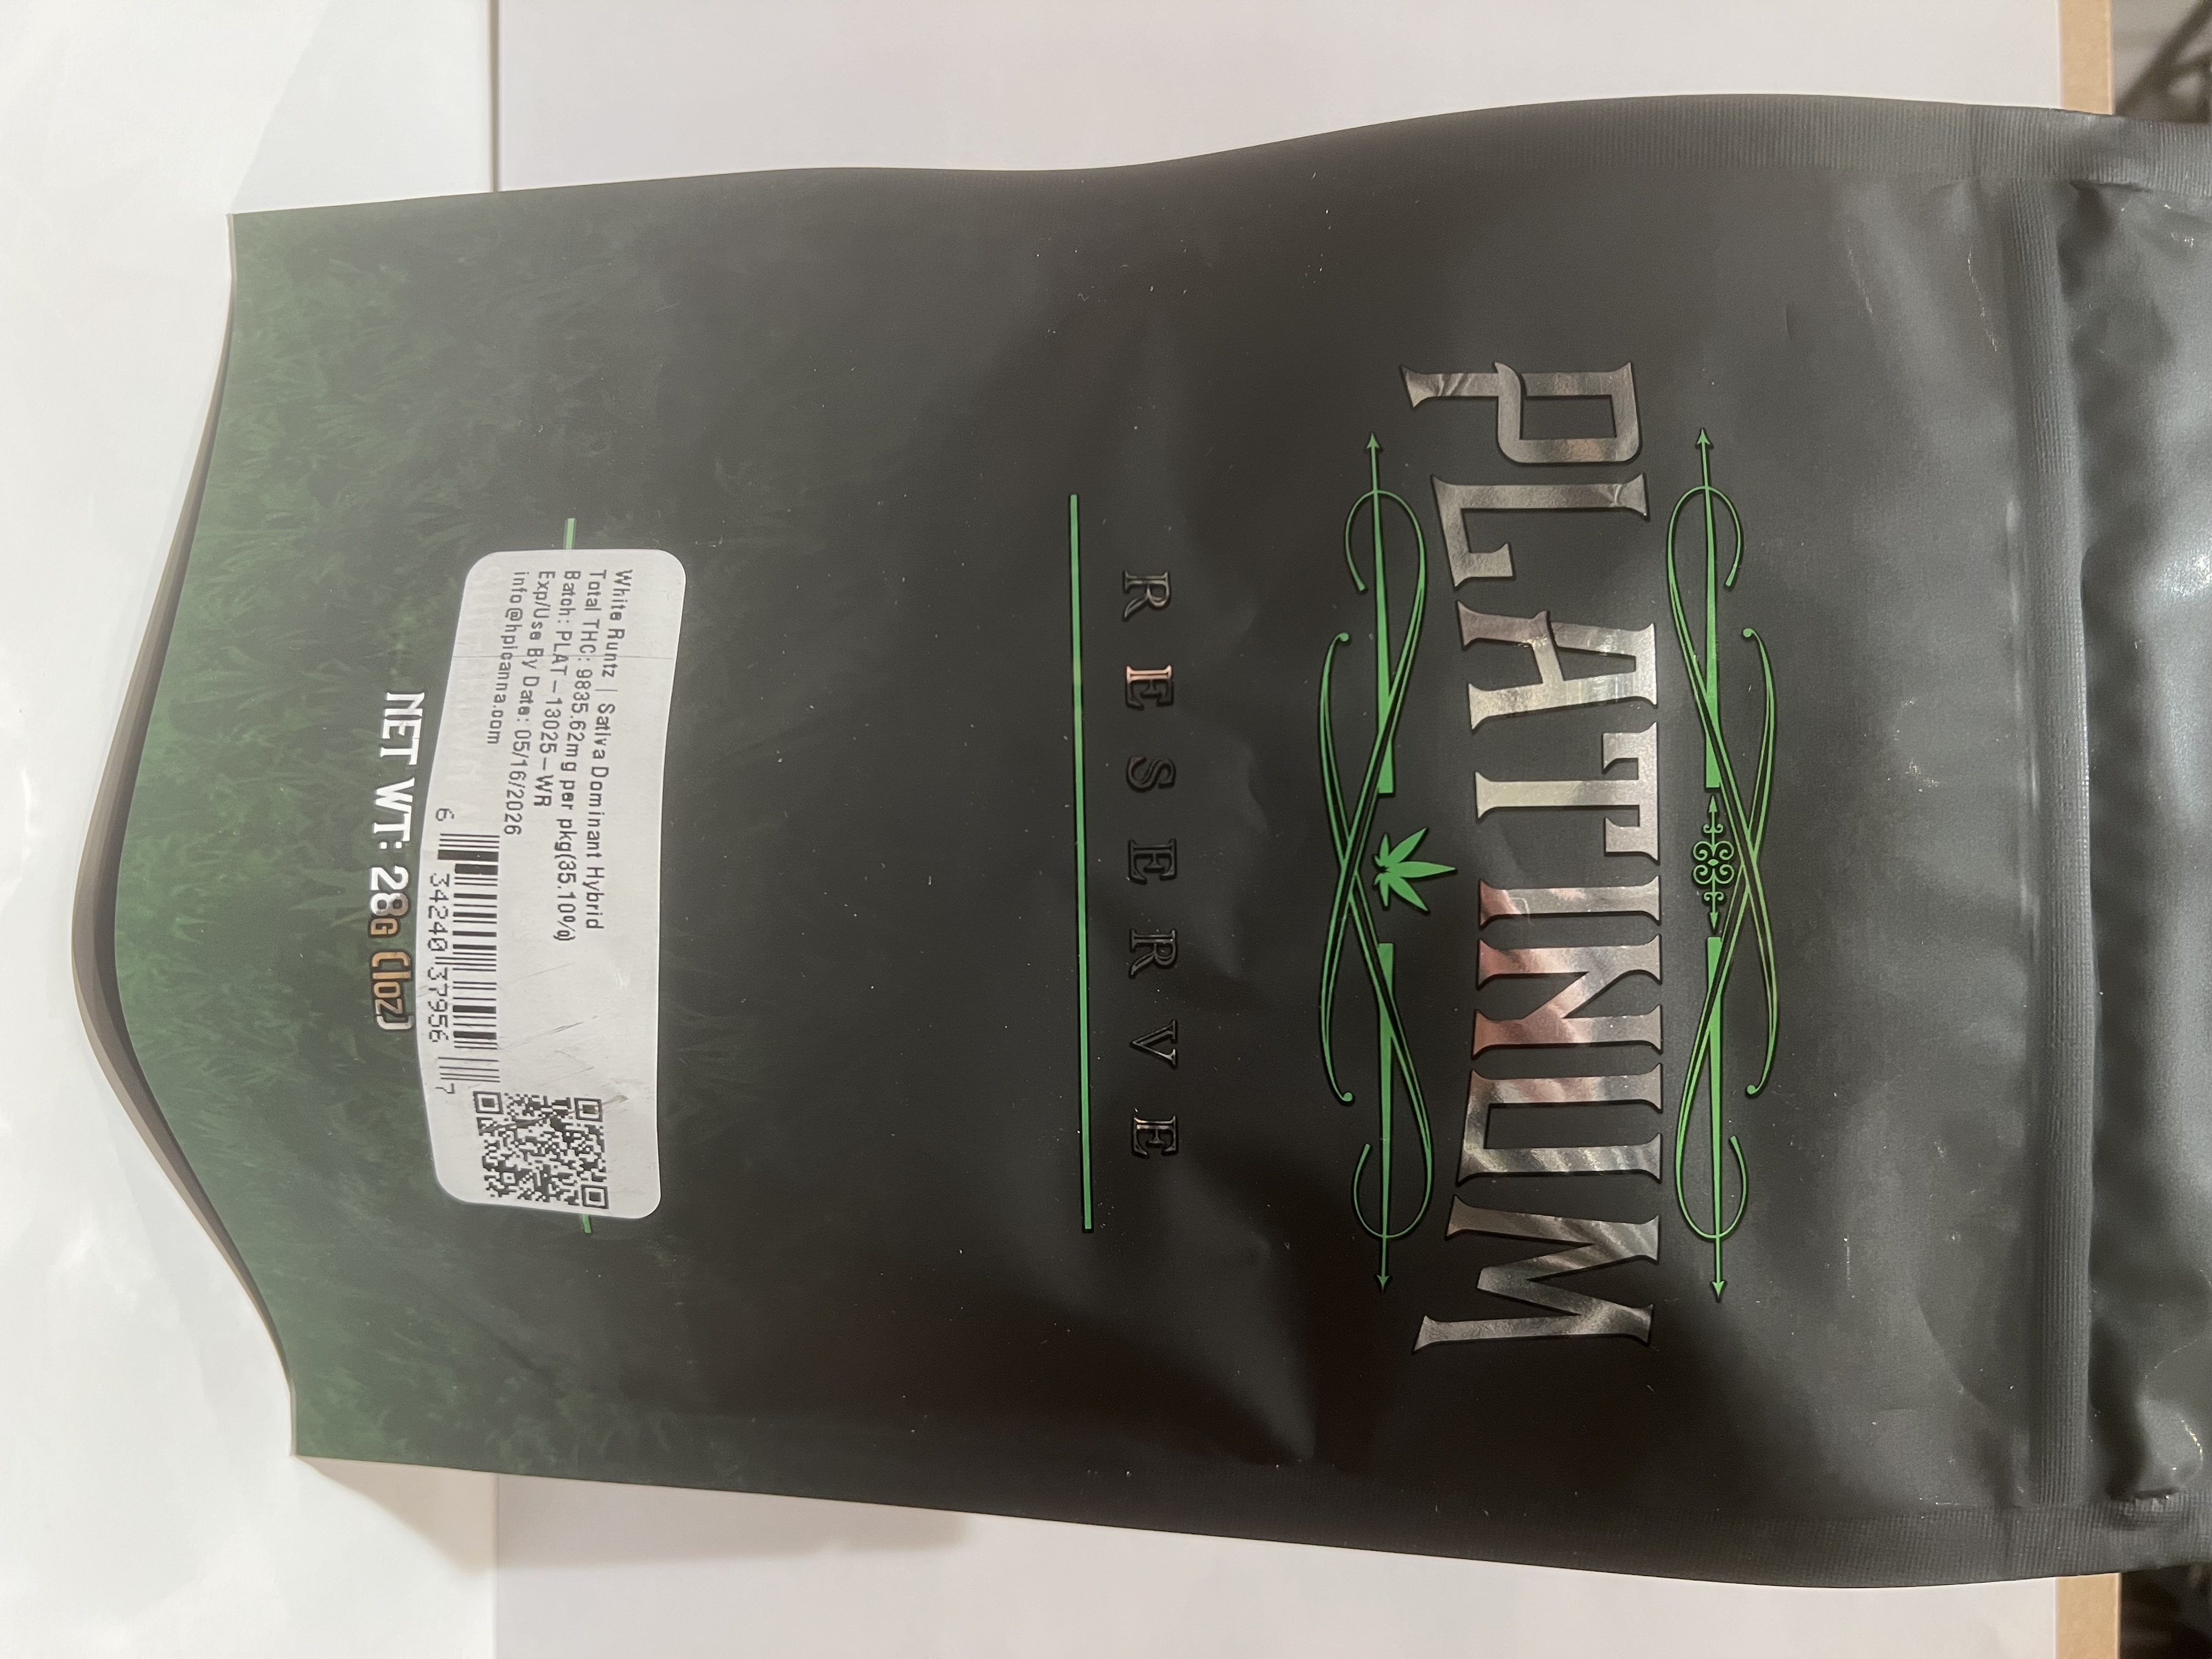 PLATINUM
RESERVE
White Runtz | Sativa Dominant Hybrid
Total THC: 9835.62mg per pkg(35.10%)
Batch: PLAT-13025-WR
Exp/Use By Date: 05/16/2026
info@hpicanna.com
6 34240 37956 7
NET WT: 28G (1OZ)